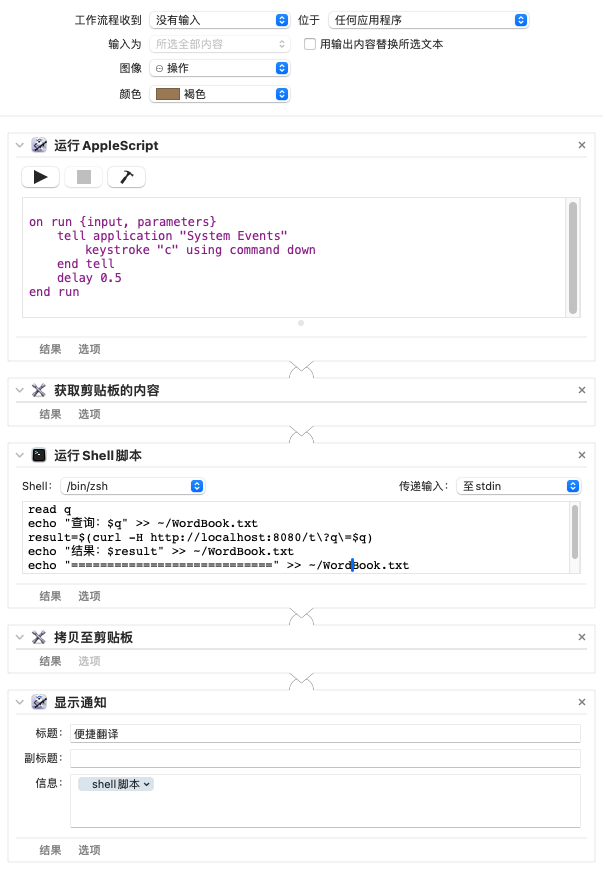 工作流程收到 没有输入 位于 任何应用程序
输入为 所选全部内容 用输出内容替换所选文本
图像 操作
颜色 褐色
运行 AppleScript
on run {input, parameters}
tell application "System Events"
keystroke "c" using command down
end tell
delay 0.5
end run
结果 选项
获取剪贴板的内容
结果 选项
运行 Shell 脚本
Shell: /bin/zsh 传递输入: 至 stdin
read q
echo "查询: $q" >> ~/WordBook.txt
result=$(curl -H http://localhost:8080/t\?q\=$q)
echo "结果: $result" >> ~/WordBook.txt
echo "============================" >> ~/WordBook.txt
结果 选项
拷贝至剪贴板
结果 选项
显示通知
标题: 便捷翻译
副标题:
信息: shell 脚本
结果 选项